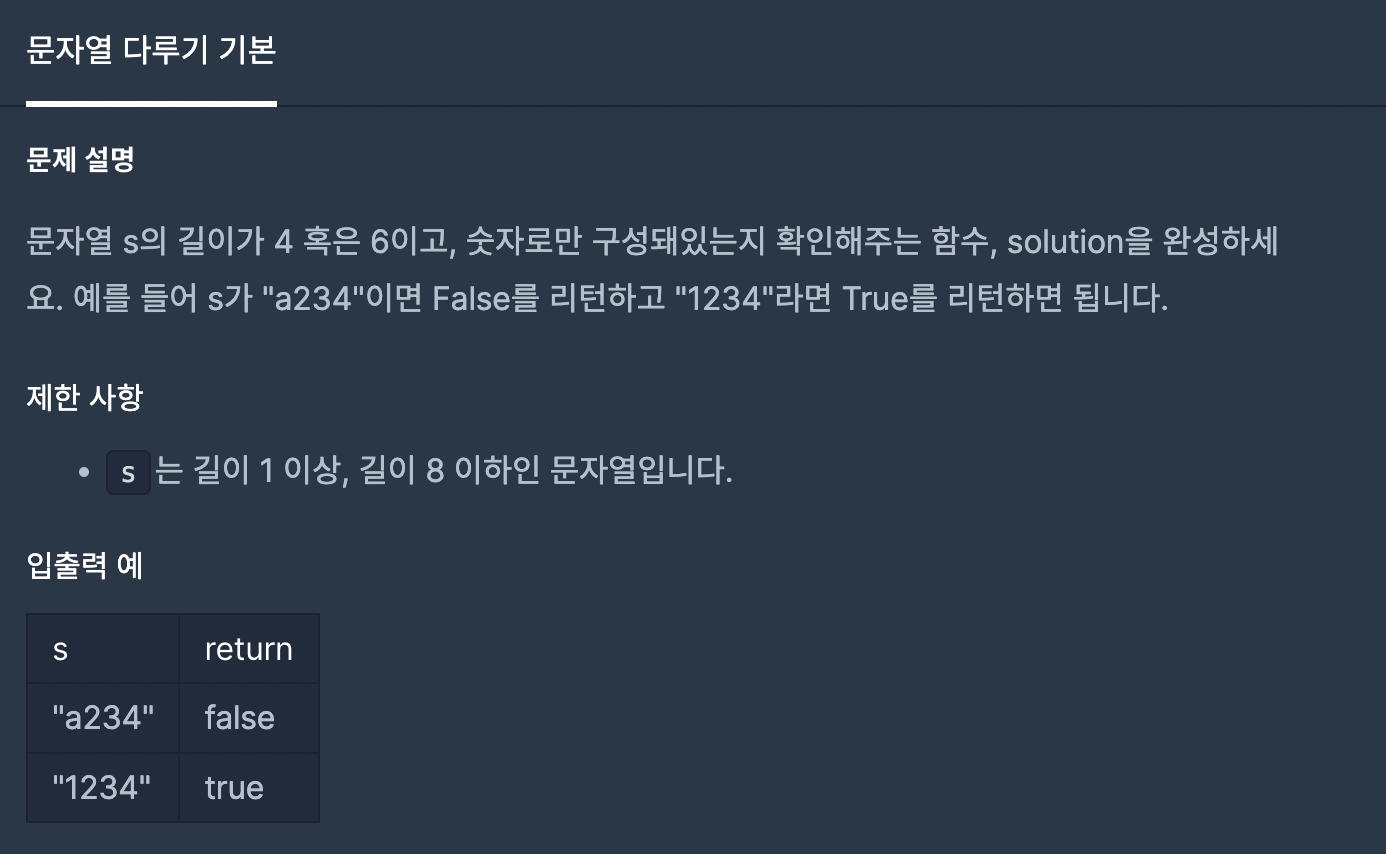 문자열 다루기 기본
문제 설명
문자열 s의 길이가 4 혹은 6이고, 숫자로만 구성돼있는지 확인해주는 함수, solution을 완성하세
요. 예를 들어 s가 "a234"이면 False를 리턴하고 "1234"라면 True를 리턴하면 됩니다.
제한 사항
• s 는 길이 1 이상, 길이 8 이하인 문자열입니다.
입출력 예
s return
"a234" false
"1234" true